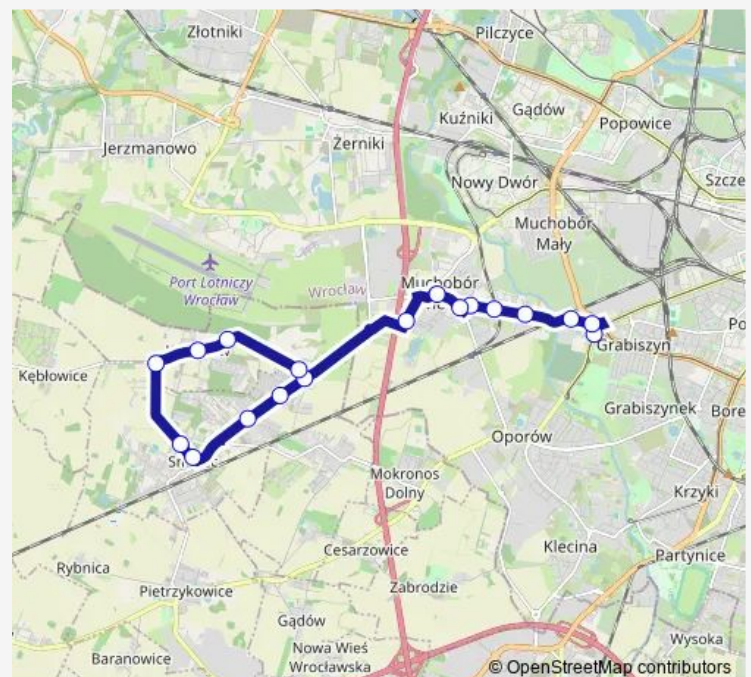 Złotniki
Pilczyce
Kuźniki
Gądów
Popowice
Jerzmanowo
Żerniki
Nowy Dwór
Szcze
Muchobór
Mały
Port Lotniczy
Wrocław
Wrocław
Muchobór
Po
Grabiszyn
Kębłowice
Grabiszynek
Bore
Oporów
Mokronos
Dolny
Krzyki
Cesarzowice
Klecina
Partynice
Rybnica
Zabrodzie
Pietrzykowice
Gądów
Wysoka
Baranowice
Nowa Wieś
Wrocławska
© OpenStreetMap contributors